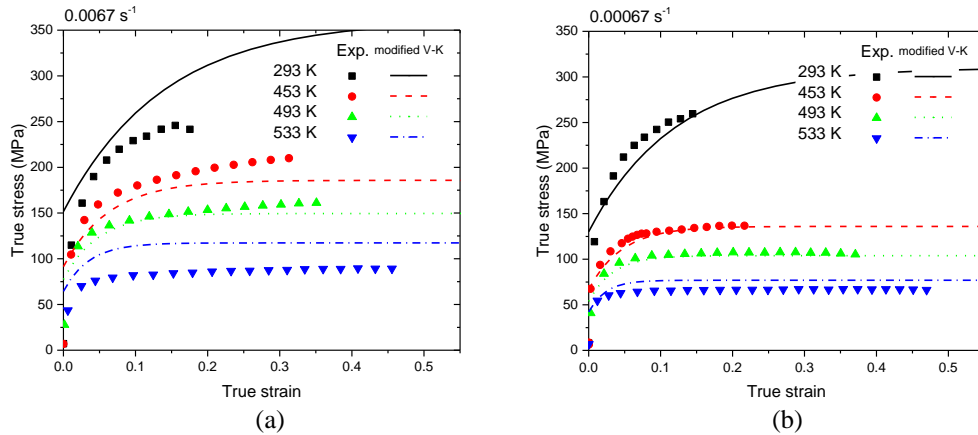 0.0067 s-1
350
300
250
200
150
100
50
0
True stress (MPa)
Exp. modified V-K
293 K
453 K
493 K
533 K
0.0 0.1 0.2 0.3 0.4 0.5
True strain
(a)
0.00067 s-1
350
300
250
200
150
100
50
0
True stress (MPa)
Exp. modified V-K
293 K
453 K
493 K
533 K
0.0 0.1 0.2 0.3 0.4 0.5
True strain
(b)